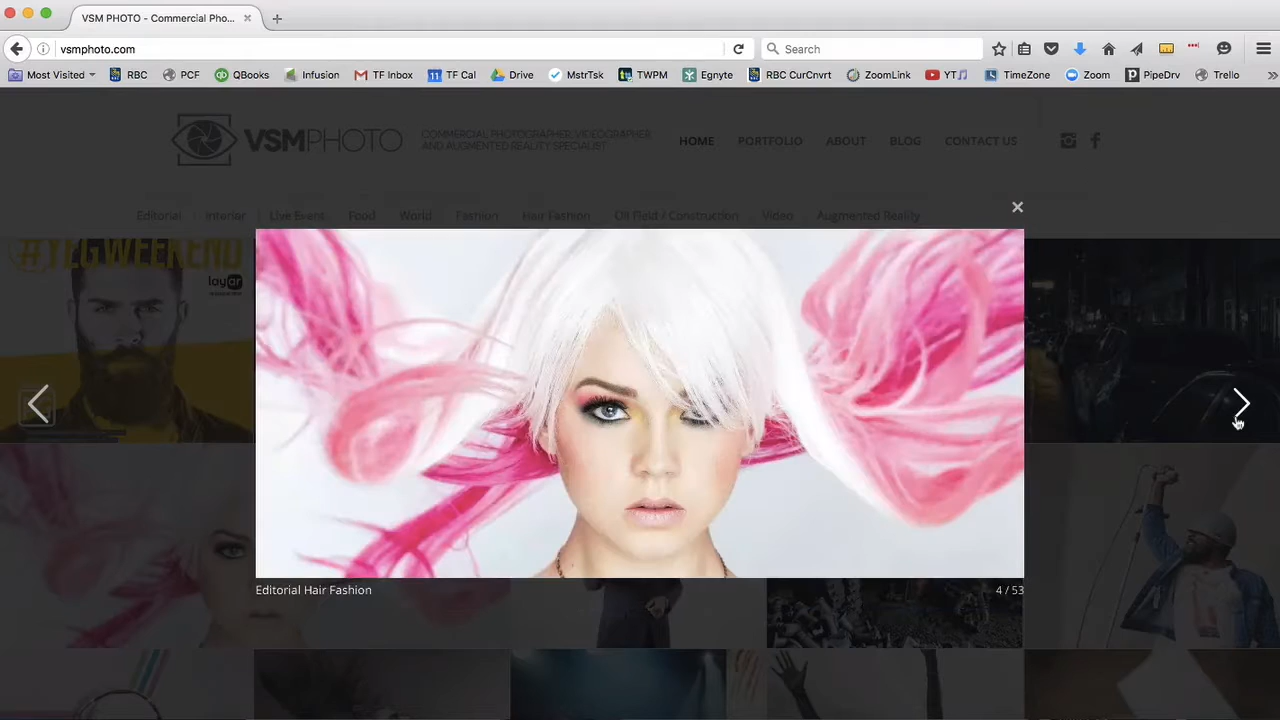 VSM PHOTO - Commercial Pho...
vsmphoto.com
Search
Most Visited
RBC
PCF
QBooks
Infusion
TF Inbox
11 TF Cal
Drive
MstrTsk
TWPM
Egnyte
RBC CurCnvrt
ZoomLink
YT
TimeZone
Zoom
PipeDrv
Trello
VSMPHOTO
COMMERCIAL PHOTOGRAPHER, VIDEOGRAPHER
AND AUGMENTED REALITY SPECIALIST
HOME
PORTFOLIO
ABOUT
BLOG
CONTACT US
Editorial
Interior
Live Event
Food
World
Fashion
Hair Fashion
Oil Field / Construction
Video
Augmented Reality
#YEGWEEKEND
layar
Editorial Hair Fashion
4 / 53